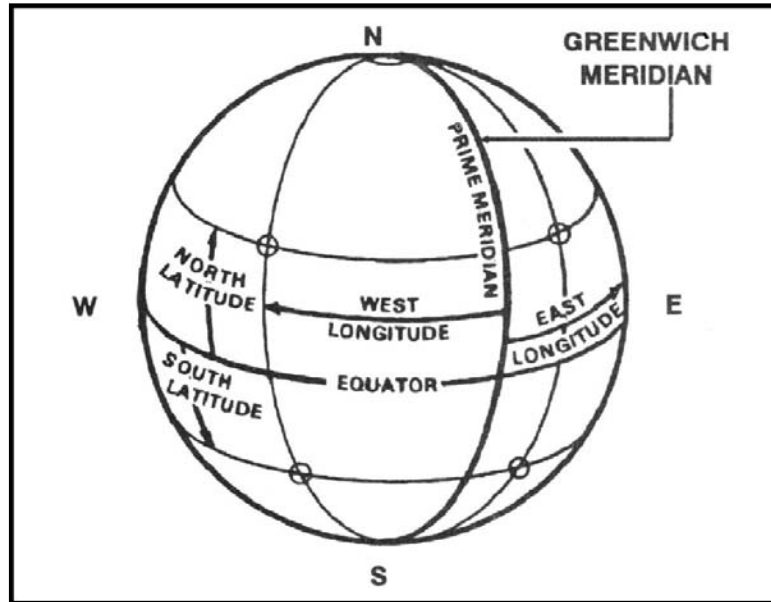 N
GREENWICH
MERIDIAN
PRIME MERIDIAN
NORTH
LATITUDE
W
WEST
LONGITUDE
EAST
LONGITUDE
E
SOUTH
LATITUDE
EQUATOR
S